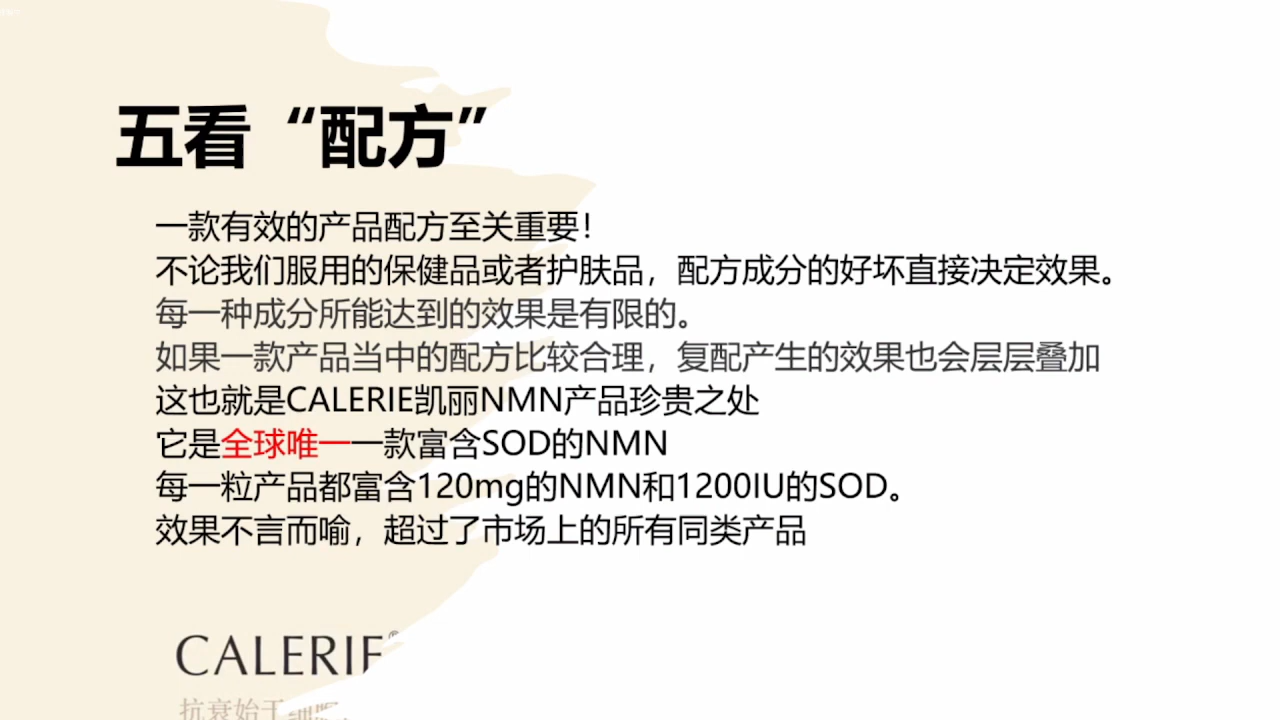 五看“配方”
一款有效的产品配方至关重要！
不论我们服用的保健品或者护肤品，配方成分的好坏直接决定效果。
每一种成分所能达到的效果是有限的。
如果一款产品当中的配方比较合理，复配产生的效果也会层层叠加
这也就是CALERIE凯丽NMN产品珍贵之处
它是全球唯一一款富含SOD的NMN
每一粒产品都富含120mg的NMN和1200IU的SOD。
效果不言而喻，超过了市场上的所有同类产品
CALERIE®
抗衰始于